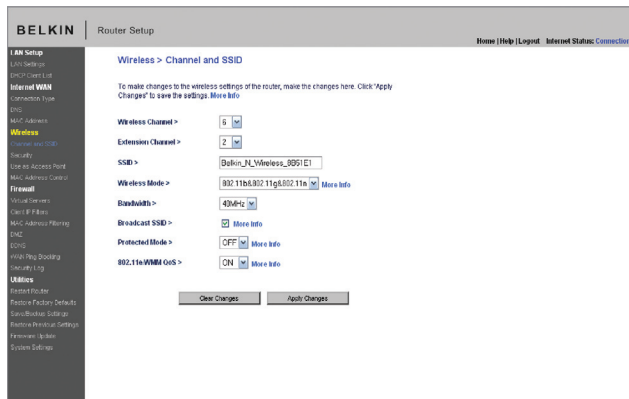 BELKIN
Router Setup
Home |Help |Logout Internet Status: Connection
LAN Setup
LAN Settings
DHCP Client List
Internet WAN
Connection Type
DNS
MAC Address
Wireless
Channel and SSID
Security
Use as Access Point
MAC Address Control
Firewall
Virtual Servers
Client IP Filters
MAC Address Filtering
DMZ
DDNS
WAN Ping Blocking
Security Log
Utilities
Restart Router
Restore Factory Defaults
Save/Backup Settings
Restore Previous Settings
Firmware Update
System Settings
Wireless > Channel and SSID
To make changes to the wireless settings of the router, make the changes here. Click "Apply
Changes" to save the settings. More Info
Wireless Channel > 6
Extension Channel > 2
SSID > Belkin_N_Wireless_8B51E1
Wireless Mode > 802.11b&802.11g&802.11n More Info
Bandwidth > 40MHz
Broadcast SSID > More Info
Protected Mode > OFF More Info
802.11e/WMM QoS > ON More Info
Clear Changes Apply Changes